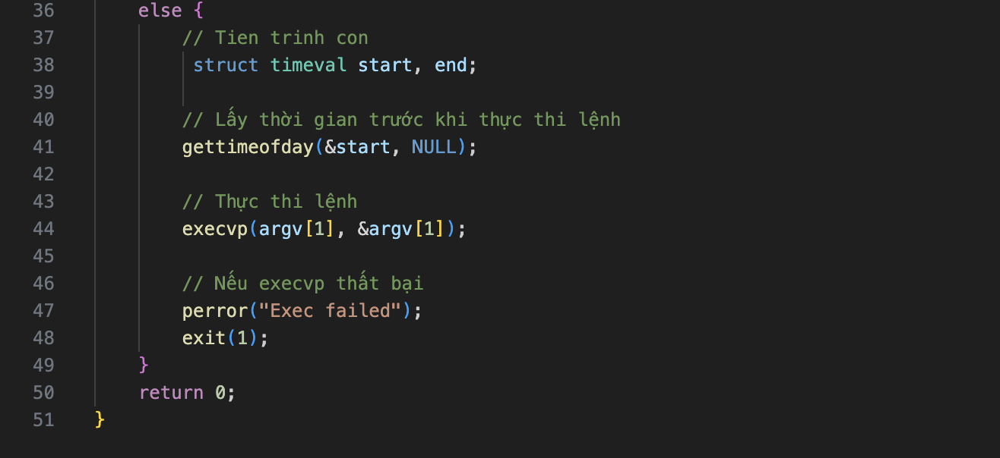 36 else {
37 // Tien trinh con
38 struct timeval start, end;
39
40 // Lấy thời gian trước khi thực thi lệnh
41 gettimeofday(&start, NULL);
42
43 // Thực thi lệnh
44 execvp(argv[1], &argv[1]);
45
46 // Nếu execvp thất bại
47 perror("Exec failed");
48 exit(1);
49 }
50 return 0;
51 }